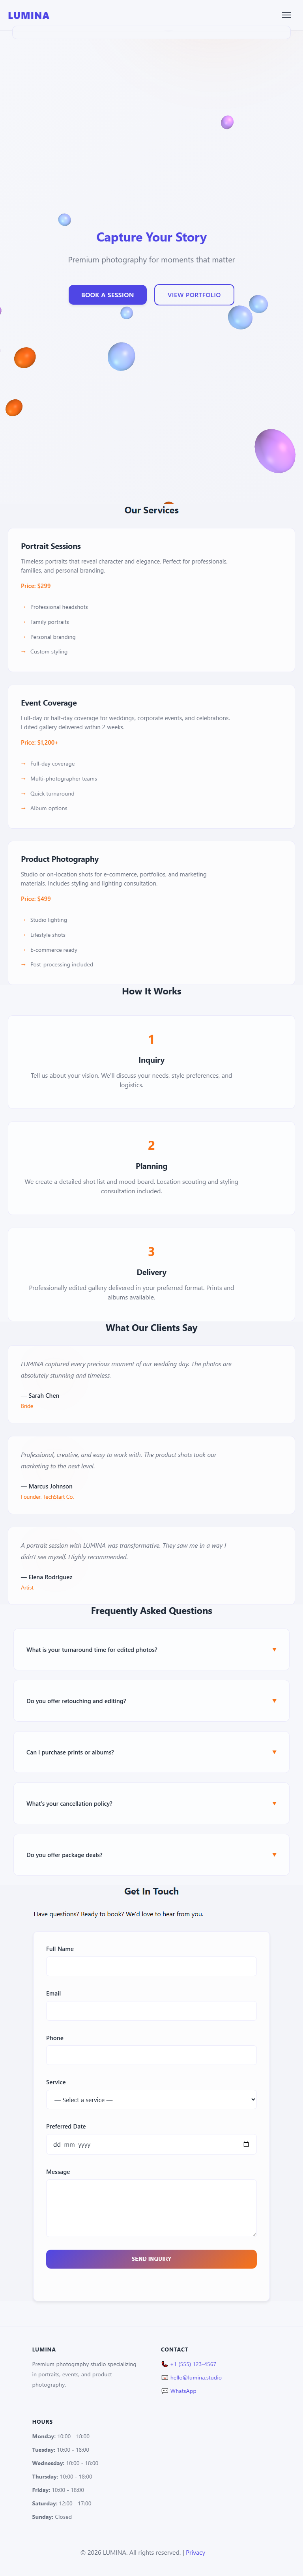 LUMINA
Capture Your Story
Premium photography for moments that matter
BOOK A SESSION
VIEW PORTFOLIO
Our Services
Portrait Sessions
Timeless portraits that reveal character and elegance. Perfect for professionals,
families, and personal branding.
Price: $299
→ Professional headshots
→ Family portraits
→ Personal branding
→ Custom styling
Event Coverage
Full-day or half-day coverage for weddings, corporate events, and celebrations.
Edited gallery delivered within 2 weeks.
Price: $1,200+
→ Full-day coverage
→ Multi-photographer teams
→ Quick turnaround
→ Album options
Product Photography
Studio or on-location shots for e-commerce, portfolios, and marketing
materials. Includes styling and lighting consultation.
Price: $499
→ Studio lighting
→ Lifestyle shots
→ E-commerce ready
→ Post-processing included
How It Works
1
Inquiry
Tell us about your vision. We'll discuss your needs, style preferences, and
logistics.
2
Planning
We create a detailed shot list and mood board. Location scouting and styling
consultation included.
3
Delivery
Professionally edited gallery delivered in your preferred format. Prints and
albums available.
What Our Clients Say
LUMINA captured every precious moment of our wedding day. The photos are
absolutely stunning and timeless.
— Sarah Chen
Bride
Professional, creative, and easy to work with. The product shots took our
marketing to the next level.
— Marcus Johnson
Founder, TechStart Co.
A portrait session with LUMINA was transformative. They saw me in a way I
didn't see myself. Highly recommended.
— Elena Rodriguez
Artist
Frequently Asked Questions
What is your turnaround time for edited photos?
Do you offer retouching and editing?
Can I purchase prints or albums?
What's your cancellation policy?
Do you offer package deals?
Get In Touch
Have questions? Ready to book? We'd love to hear from you.
Full Name
Email
Phone
Service
— Select a service —
Preferred Date
dd-mm-yyyy
Message
SEND INQUIRY
LUMINA
Premium photography studio specializing
in portraits, events, and product
photography.
CONTACT
+1 (555) 123-4567
hello@lumina.studio
WhatsApp
HOURS
Monday: 10:00 - 18:00
Tuesday: 10:00 - 18:00
Wednesday: 10:00 - 18:00
Thursday: 10:00 - 18:00
Friday: 10:00 - 18:00
Saturday: 12:00 - 17:00
Sunday: Closed
© 2026 LUMINA. All rights reserved. | Privacy